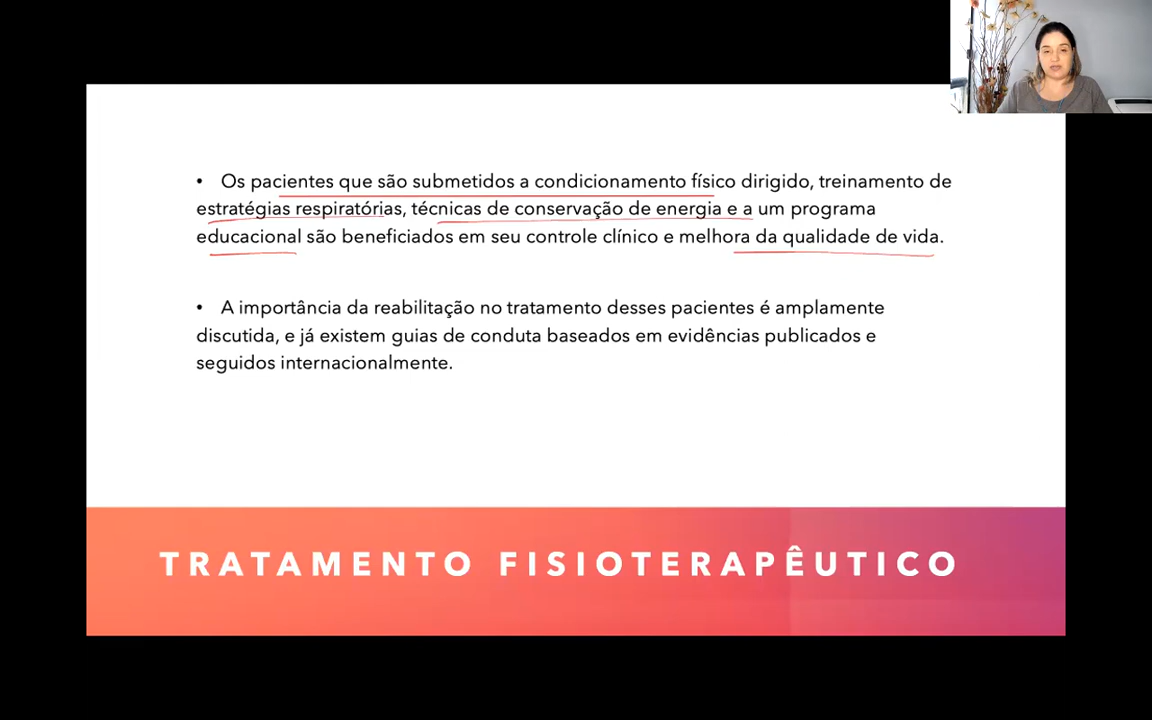 • Os pacientes que são submetidos a condicionamento físico dirigido, treinamento de
estratégias respiratórias, técnicas de conservação de energia e a um programa
educacional são beneficiados em seu controle clínico e melhora da qualidade de vida.
• A importância da reabilitação no tratamento desses pacientes é amplamente
discutida, e já existem guias de conduta baseados em evidências publicados e
seguidos internacionalmente.
TRATAMENTO FISIOTERAPÊUTICO